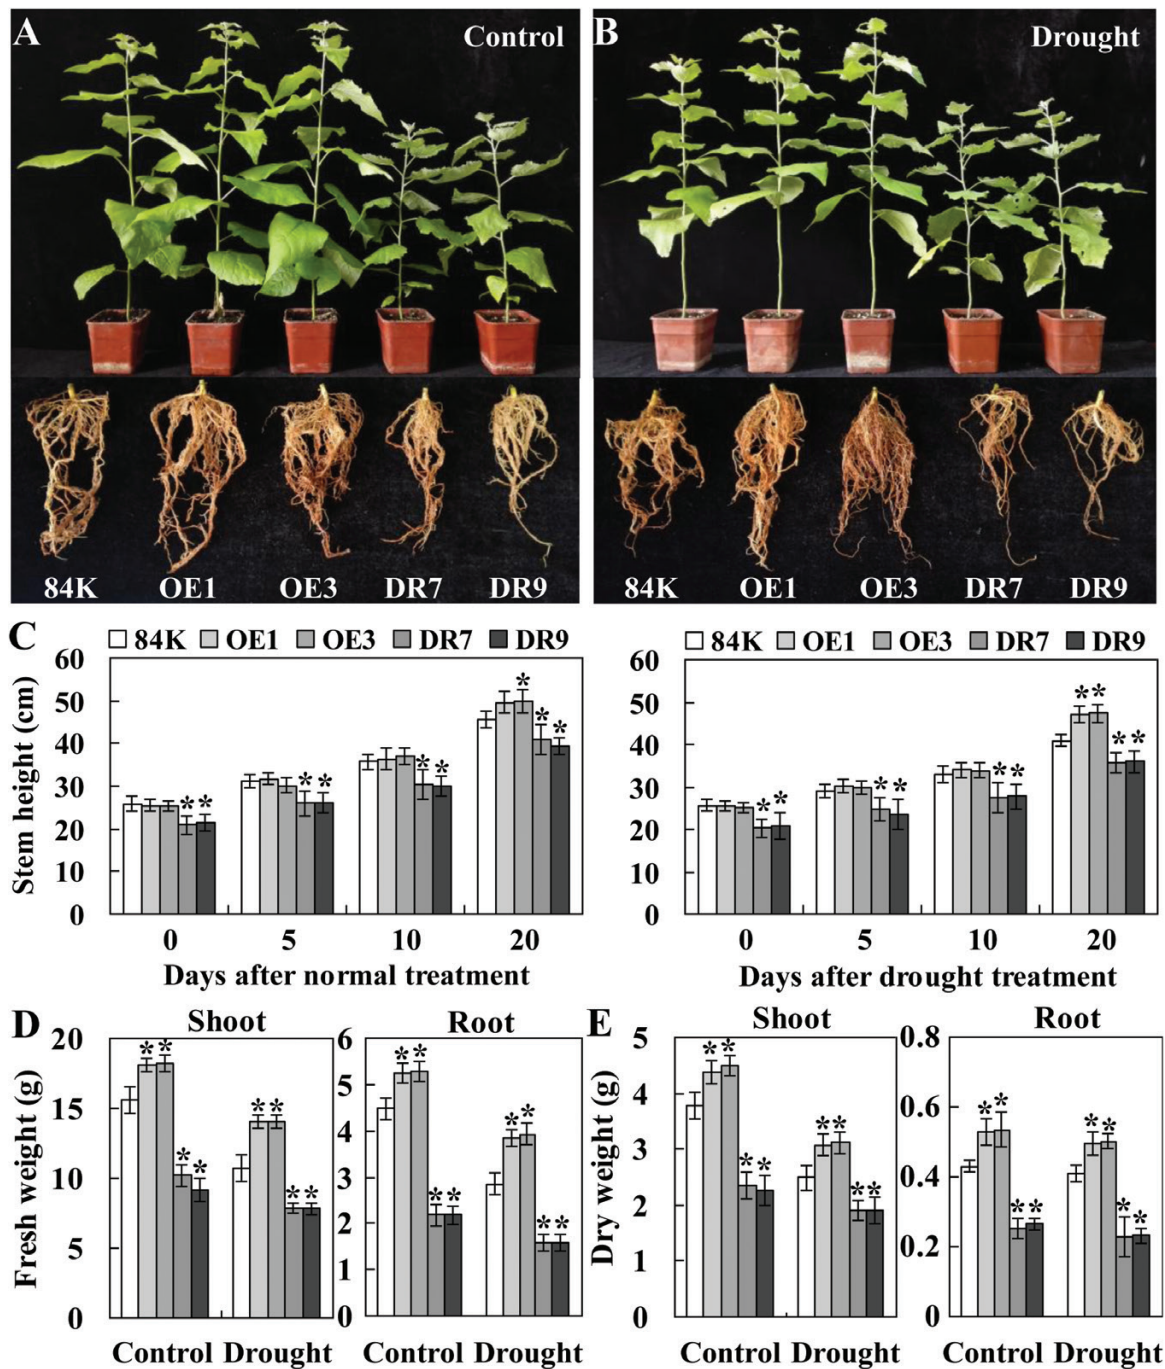 A Control
B Drought
84K OE1 OE3 DR7 DR9
84K OE1 OE3 DR7 DR9
C
84K OE1 OE3 DR7 DR9
Stem height (cm)
60
50
40
30
20
10
0
* * * * * * * * *
0 5 10 20
Days after normal treatment
84K OE1 OE3 DR7 DR9
60
50
40
30
20
10
0
* * * * * * * * * *
0 5 10 20
Days after drought treatment
D
Fresh weight (g)
Shoot
20
15
10
5
0
* * * * * * * *
Control Drought
Root
6
5
4
3
2
1
0
* * * * * * * *
Control Drought
E
Dry weight (g)
Shoot
5
4
3
2
1
0
* * * * * * * *
Control Drought
Root
0.8
0.6
0.4
0.2
0
* * * * * * * *
Control Drought